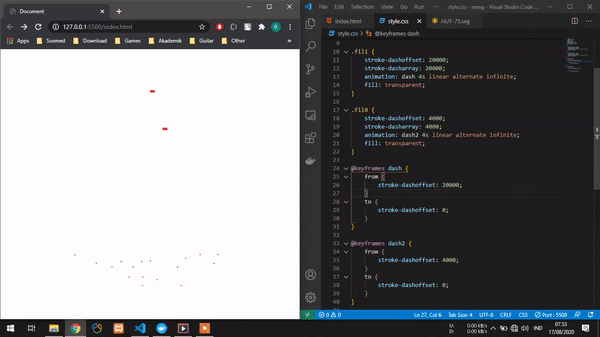 Document
127.0.0.1:5500/index.html
Apps Sosmed Download Games Akademik Guitar Stream
File Edit Selection View Go Run ... style.css - iwmg - Visual Studio Code
index.html style.css HUT-75.svg
style.css > @keyframes dash
9
10 .fil1 {
11 stroke-dashoffset: 20000;
12 stroke-dasharray: 20000;
13 animation: dash 4s linear alternate infinite;
14 fill: transparent;
15 }
16
17 .fil0 {
18 stroke-dashoffset: 4000;
19 stroke-dasharray: 4000;
20 animation: dash2 4s linear alternate infinite;
21 fill: transparent;
22 }
23
24 @keyframes dash {
25 from {
26 stroke-dashoffset: 20000;
27 }
28 to {
29 stroke-dashoffset: 0;
30 }
31 }
32
33 @keyframes dash2 {
34 from {
35 stroke-dashoffset: 4000;
36 }
37 to {
38 stroke-dashoffset: 0;
39 }
40 }
0 0 Ln 27, Col 6 Tab Size: 4 UTF-8 CRLF CSS Port : 5500
U: 0.00 kB/s
D: 0.00 kB/s
IND
07.53
17/08/2020